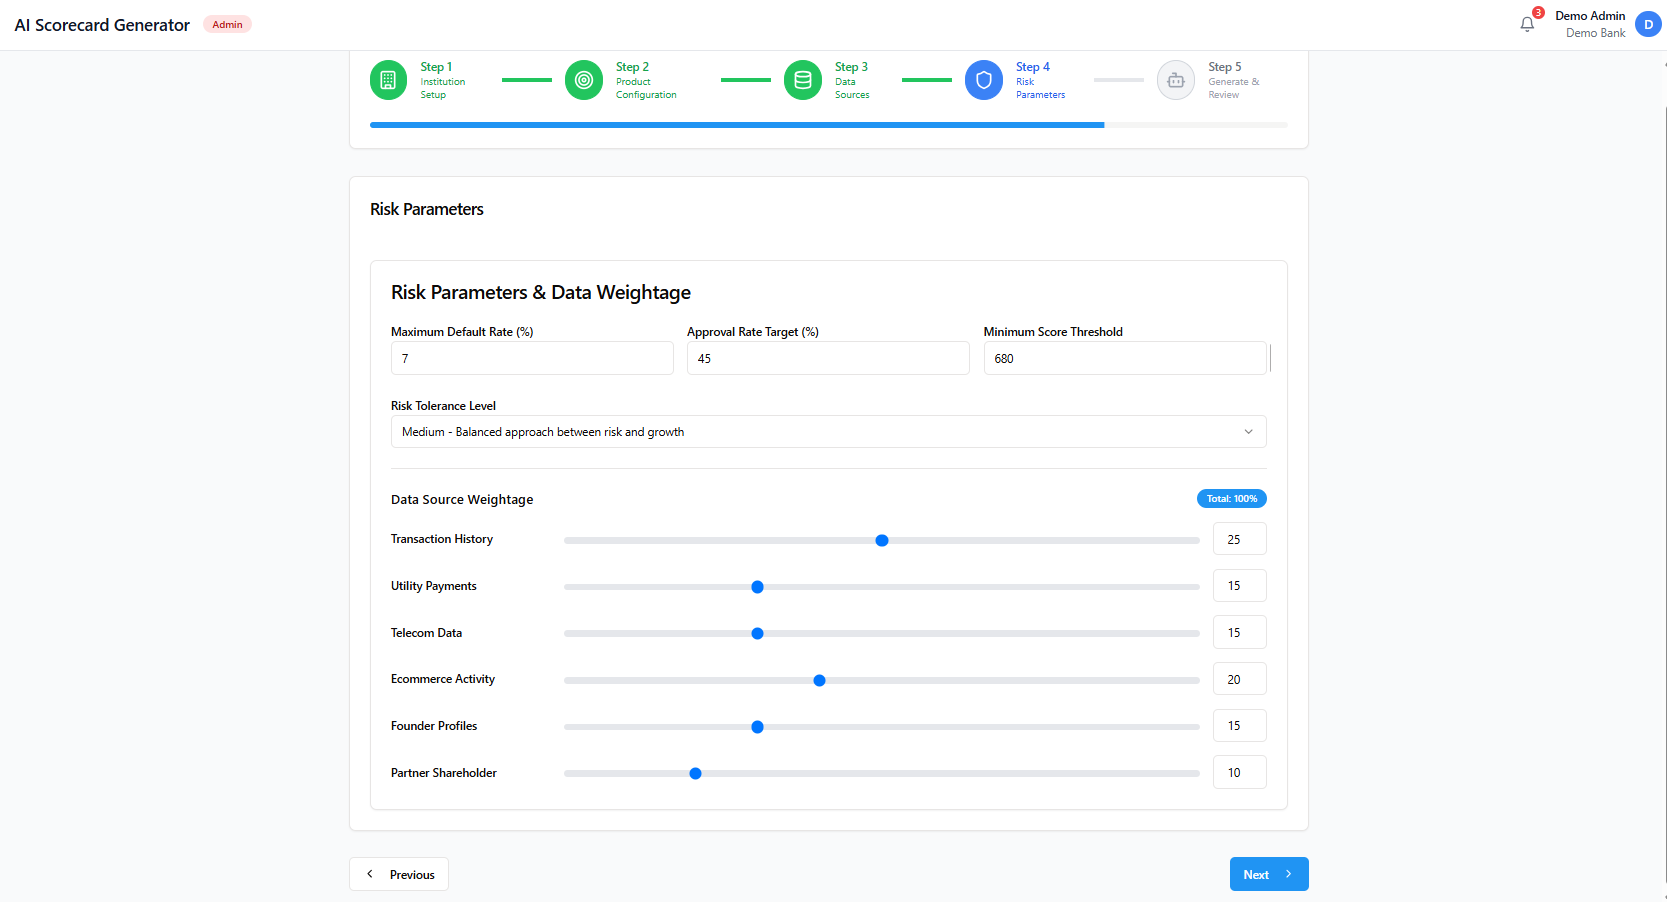 AI Scorecard Generator
Admin
3
Demo Admin
Demo Bank
D
Step 1
Institution
Setup
Step 2
Product
Configuration
Step 3
Data
Sources
Step 4
Risk
Parameters
Step 5
Generate &
Review
Risk Parameters
Risk Parameters & Data Weightage
Maximum Default Rate (%)
7
Approval Rate Target (%)
45
Minimum Score Threshold
680
Risk Tolerance Level
Medium - Balanced approach between risk and growth
Data Source Weightage
Total: 100%
Transaction History
25
Utility Payments
15
Telecom Data
15
Ecommerce Activity
20
Founder Profiles
15
Partner Shareholder
10
Previous
Next